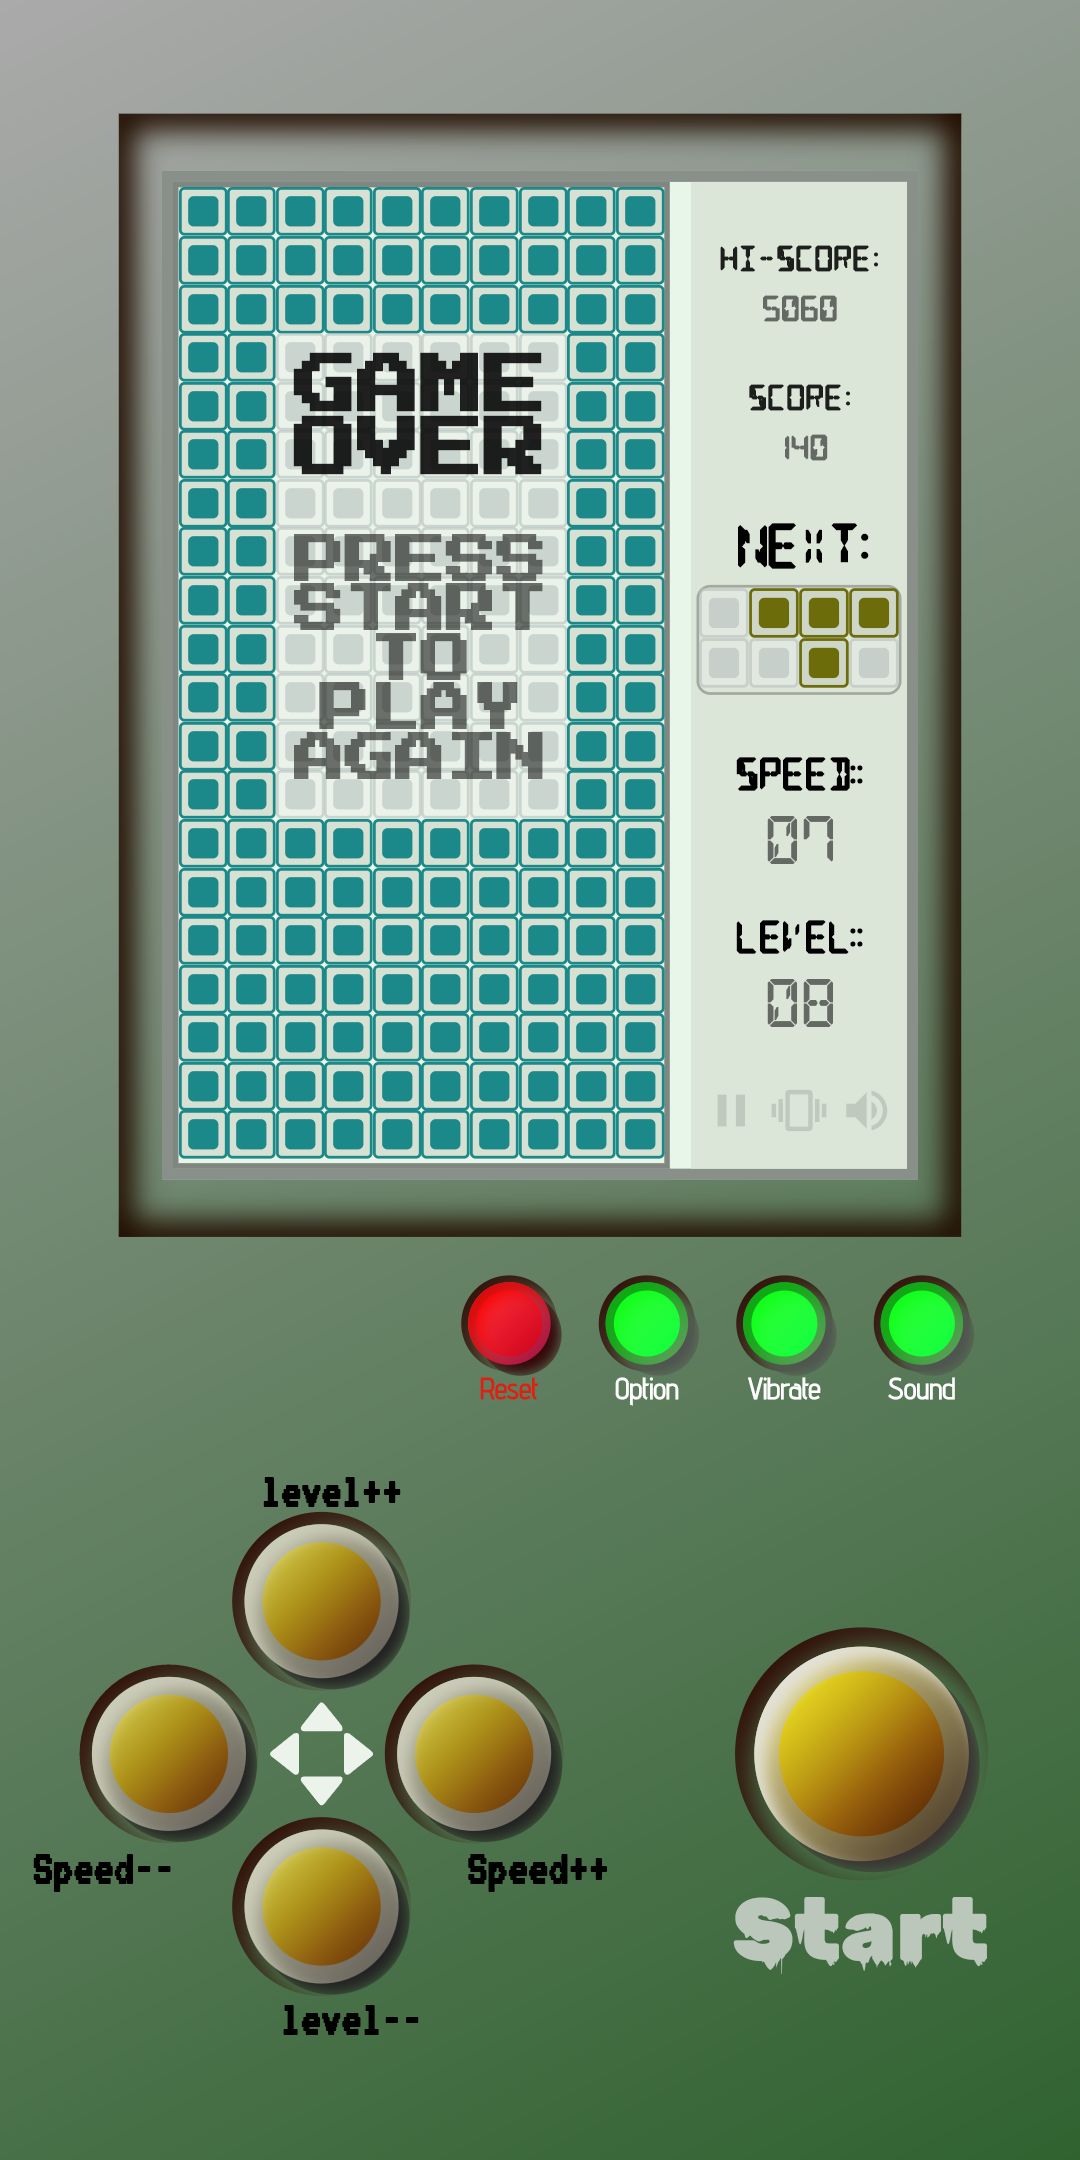 HI-SCORE:
5060
SCORE:
140
GAME
OVER
NEXT:
PRESS
START
TO
PLAY
AGAIN
SPEED::
07
LEVEL::
08
Reset Option Vibrate Sound
level++
Speed-- Speed++
Start
level--